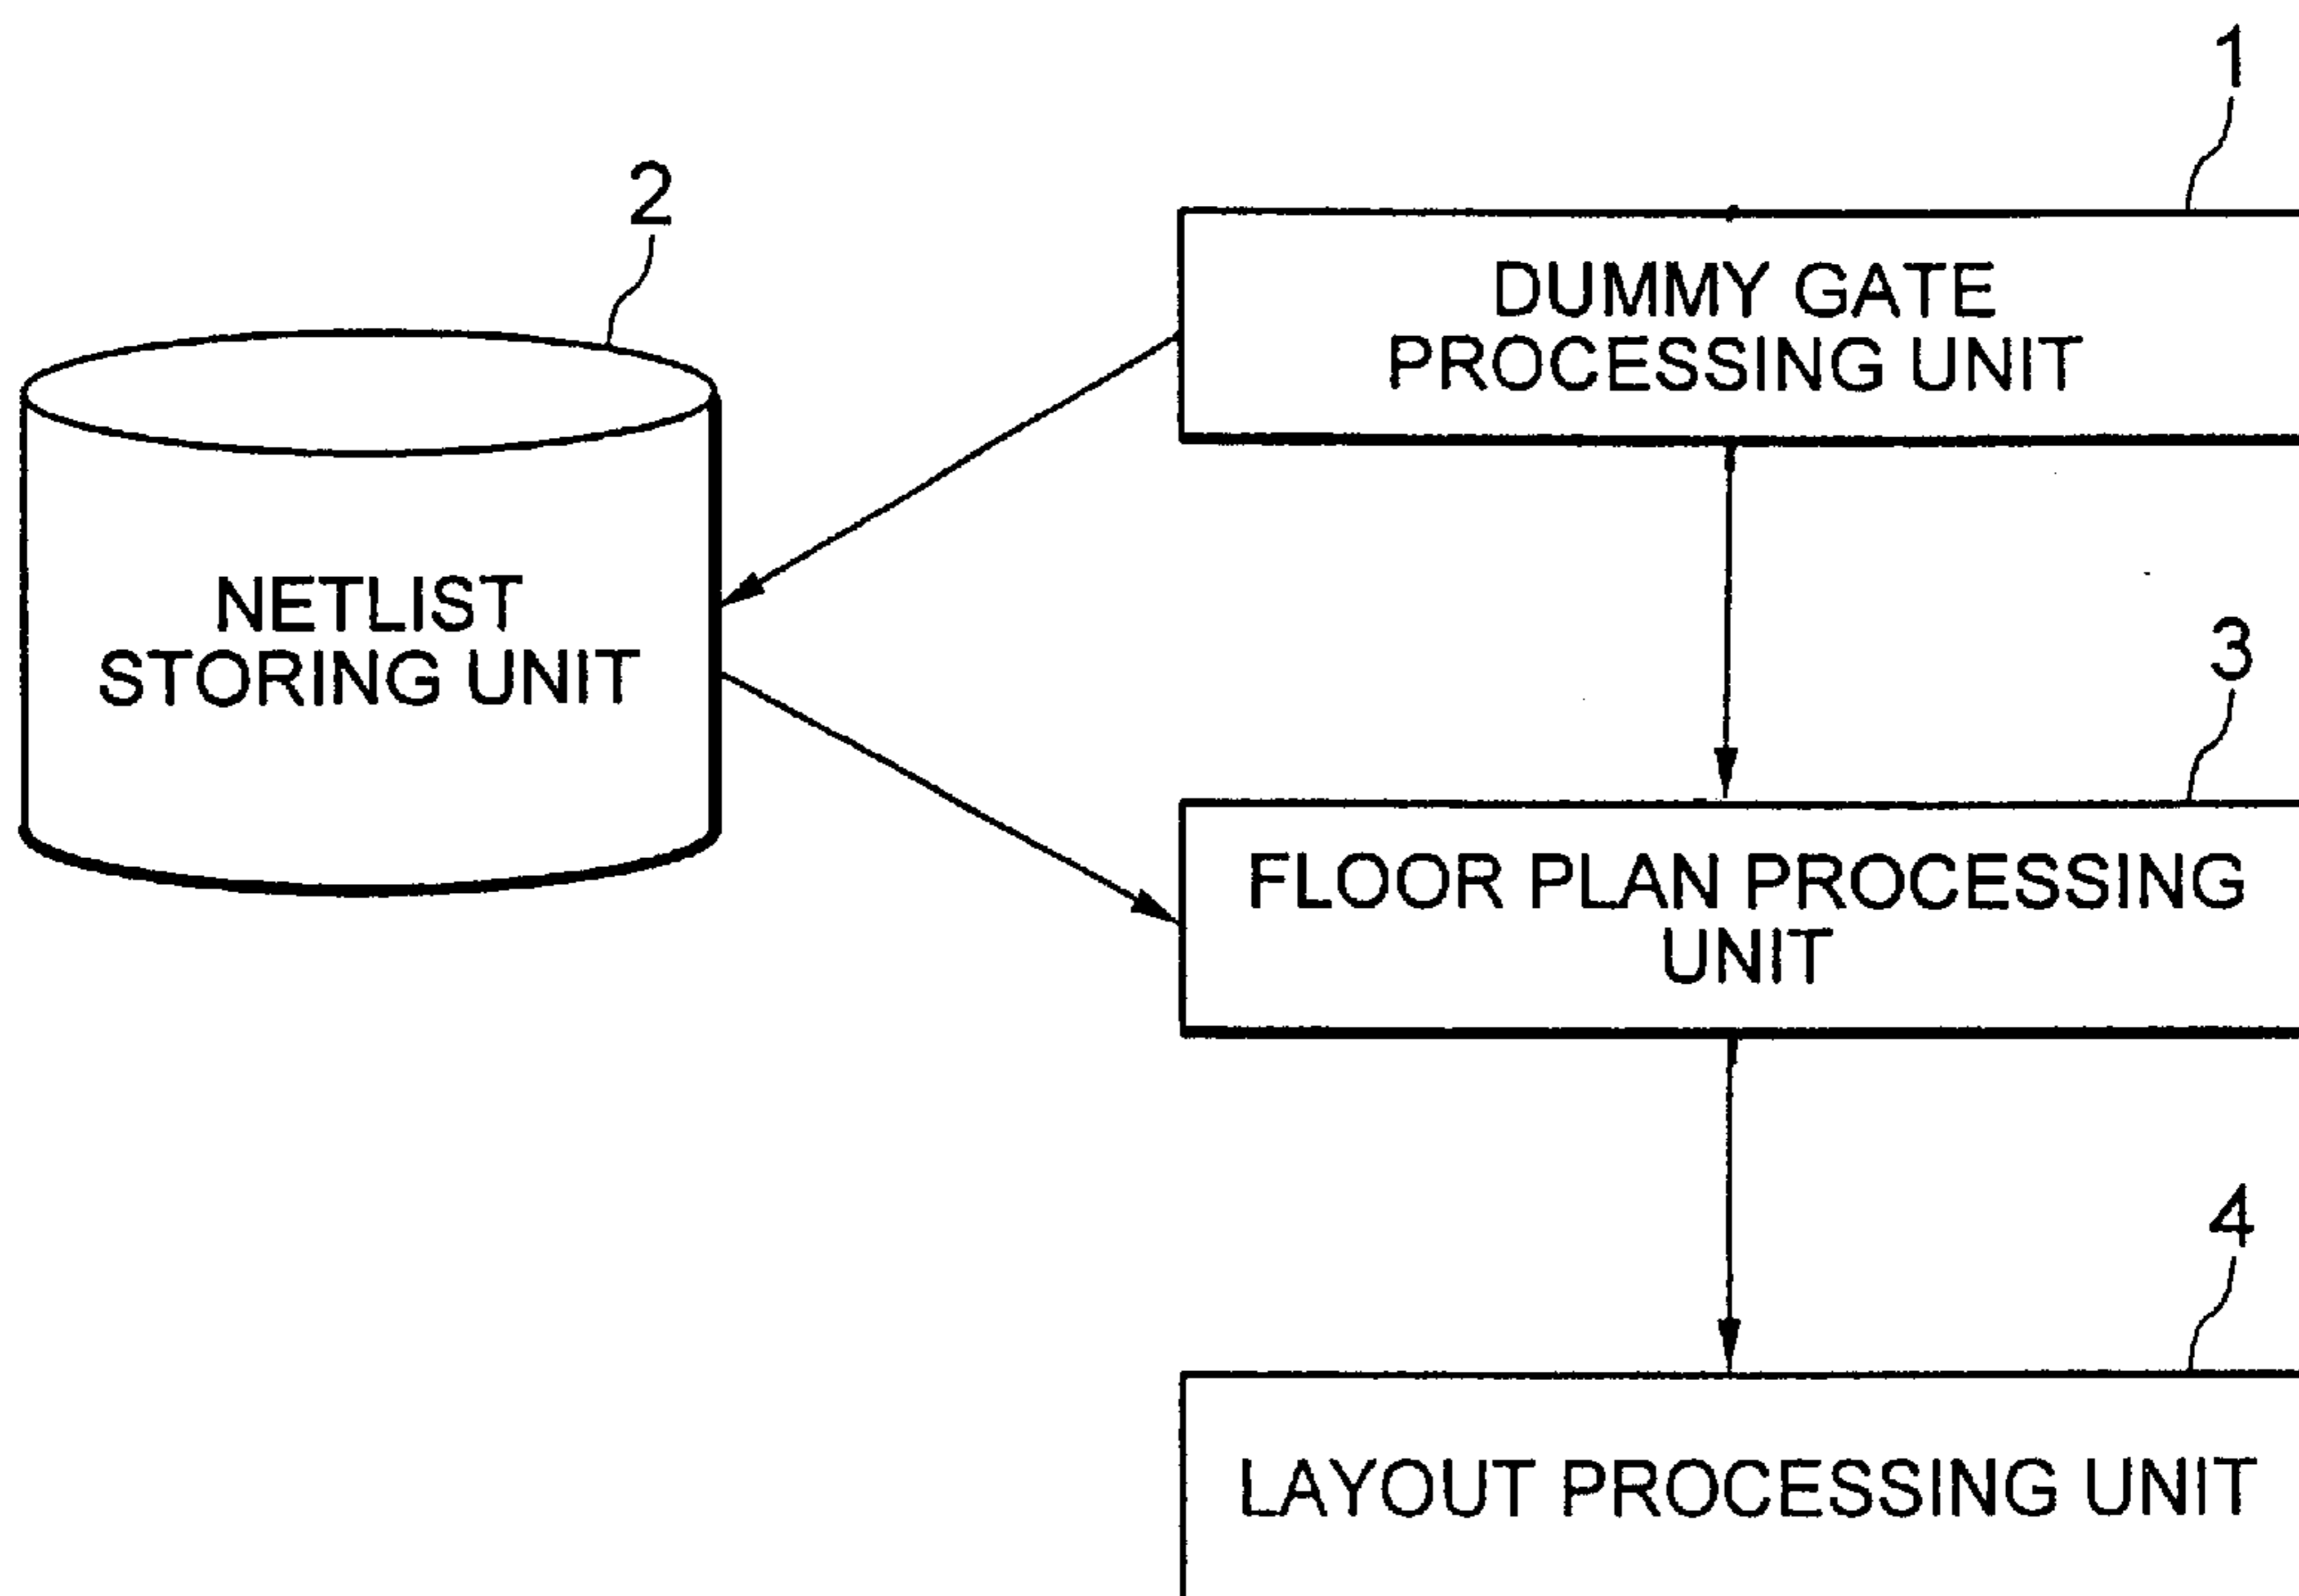 1
2
DUMMY GATE
PROCESSING UNIT
NETLIST
STORING UNIT
3
FLOOR PLAN PROCESSING
UNIT
4
LAYOUT PROCESSING UNIT